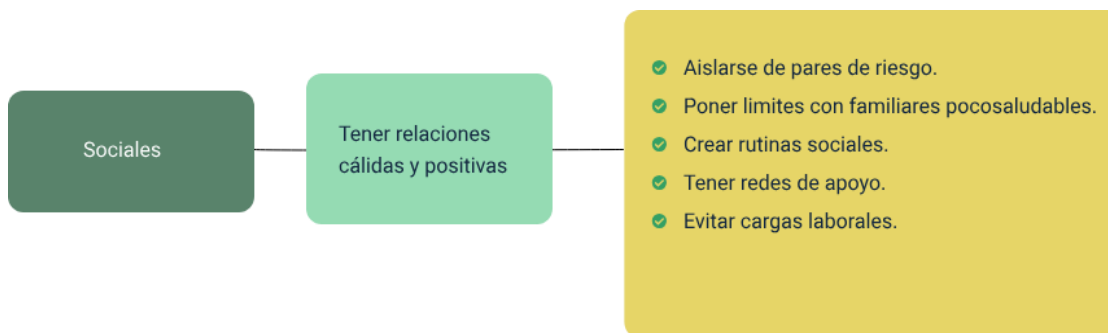 Sociales
Tener relaciones
cálidas y positivas
Aislarse de pares de riesgo.
Poner limites con familiares pocosaludables.
Crear rutinas sociales.
Tener redes de apoyo.
Evitar cargas laborales.